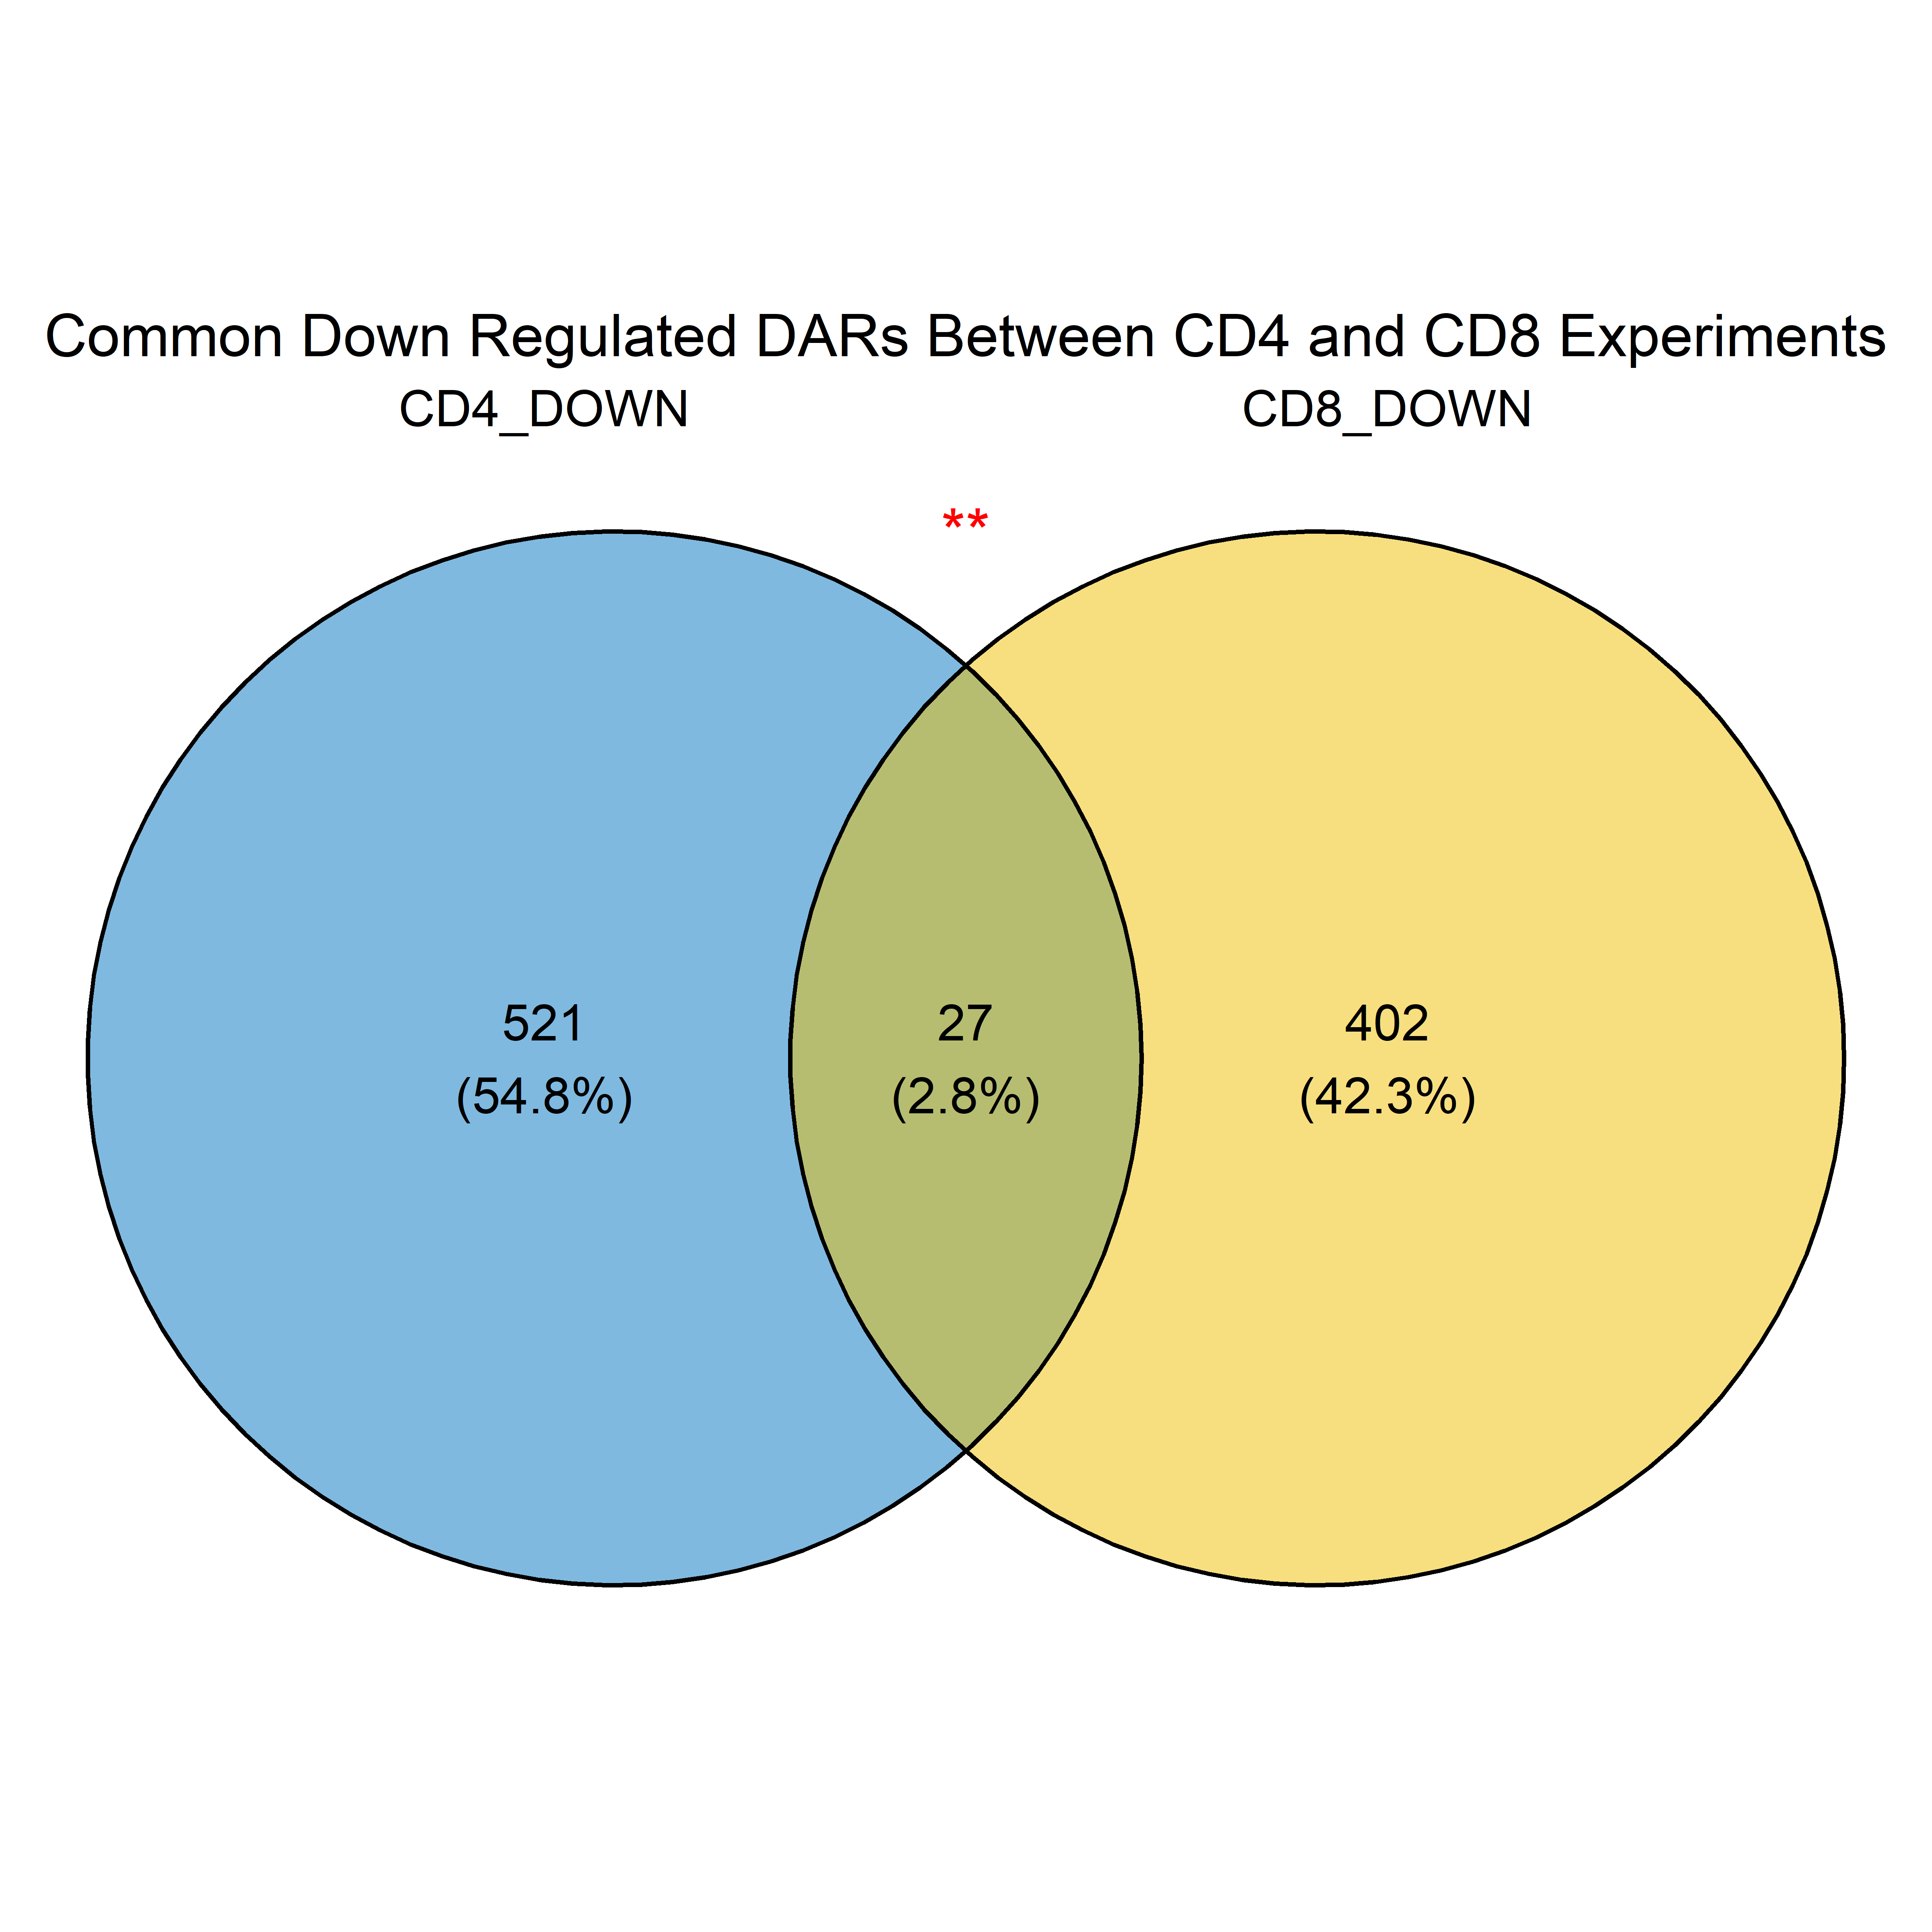 Common Down Regulated DARs Between CD4 and CD8 Experiments
CD4_DOWN CD8_DOWN
**
521 27 402
(54.8%) (2.8%) (42.3%)